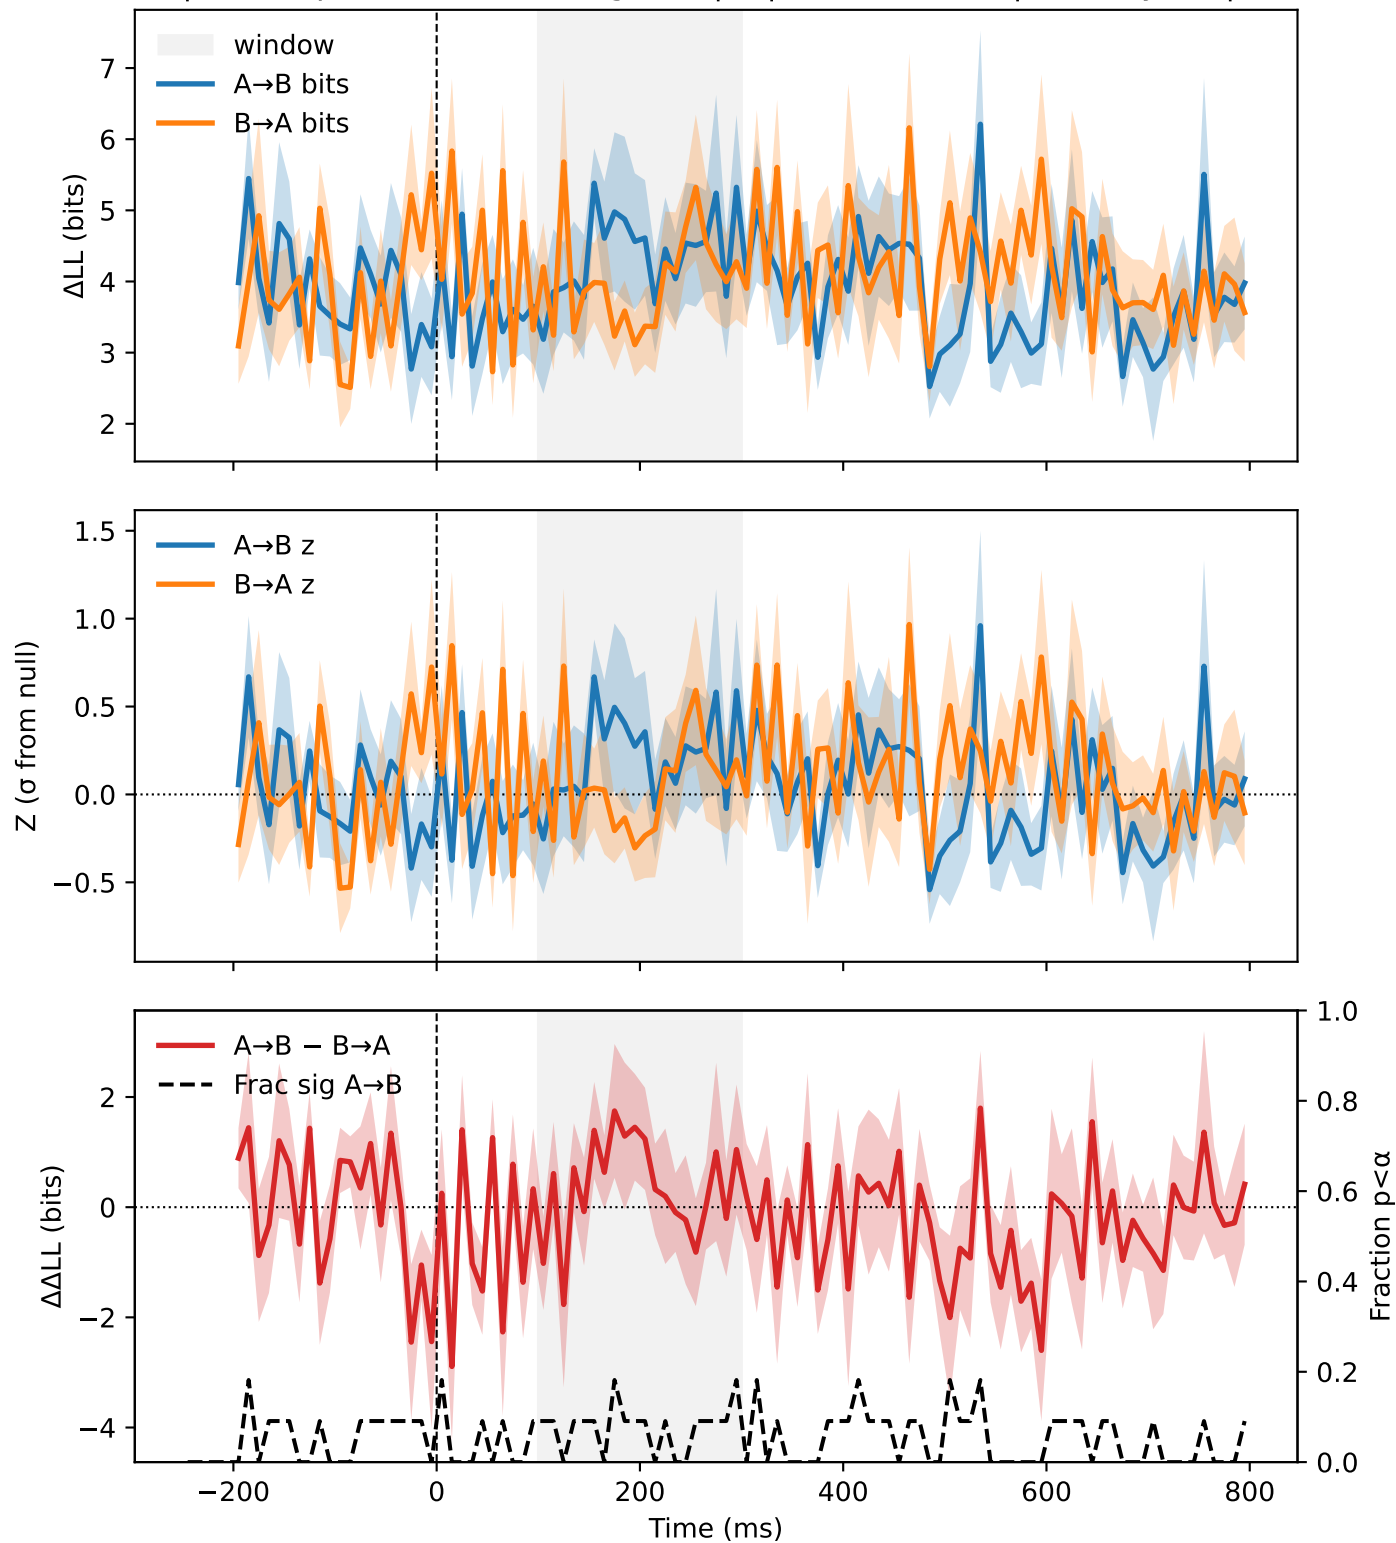 window
A→B bits
B→A bits
ΔLL (bits)
7
6
5
4
3
2
A→B z
B→A z
Z (σ from null)
1.5
1.0
0.5
0.0
−0.5
A→B − B→A
Frac sig A→B
ΔΔLL (bits)
2
0
−2
−4
1.0
0.8
0.6
0.4
0.2
0.0
Fraction p<α
−200
0
200
400
600
800
Time (ms)